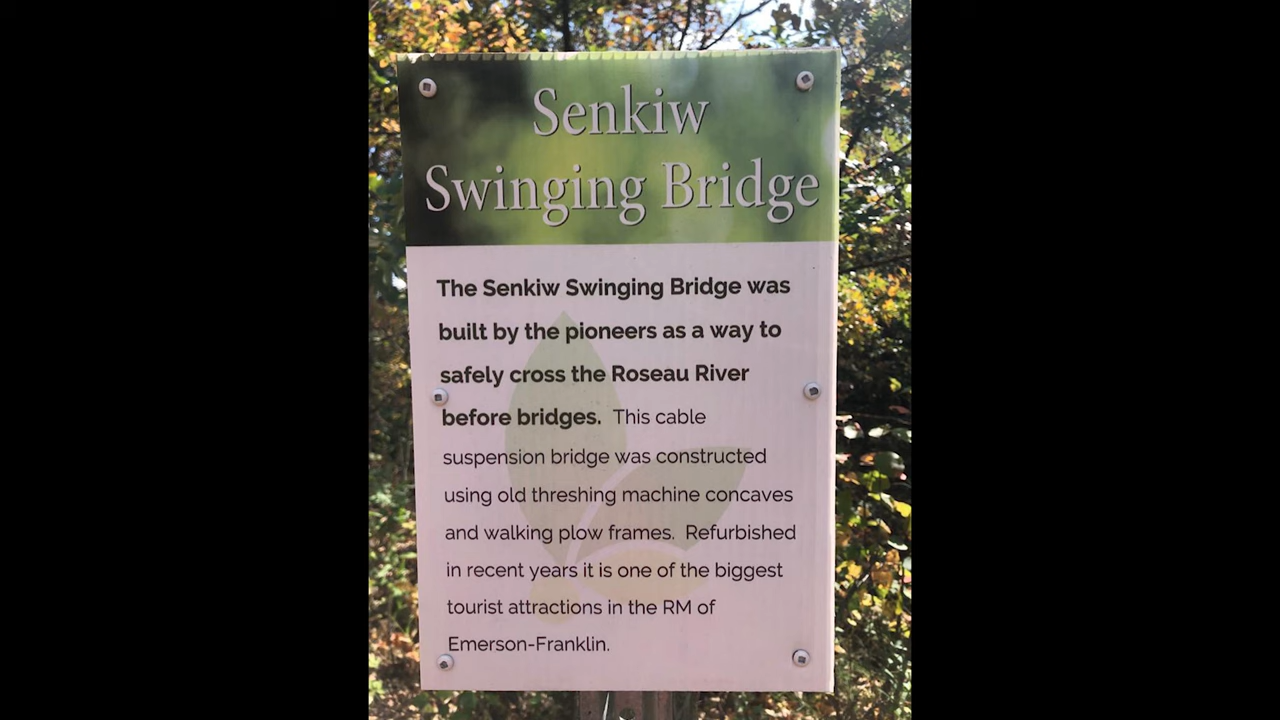 Senkiw
Swinging Bridge
The Senkiw Swinging Bridge was
built by the pioneers as a way to
safely cross the Roseau River
before bridges. This cable
suspension bridge was constructed
using old threshing machine concaves
and walking plow frames. Refurbished
in recent years it is one of the biggest
tourist attractions in the RM of
Emerson-Franklin.